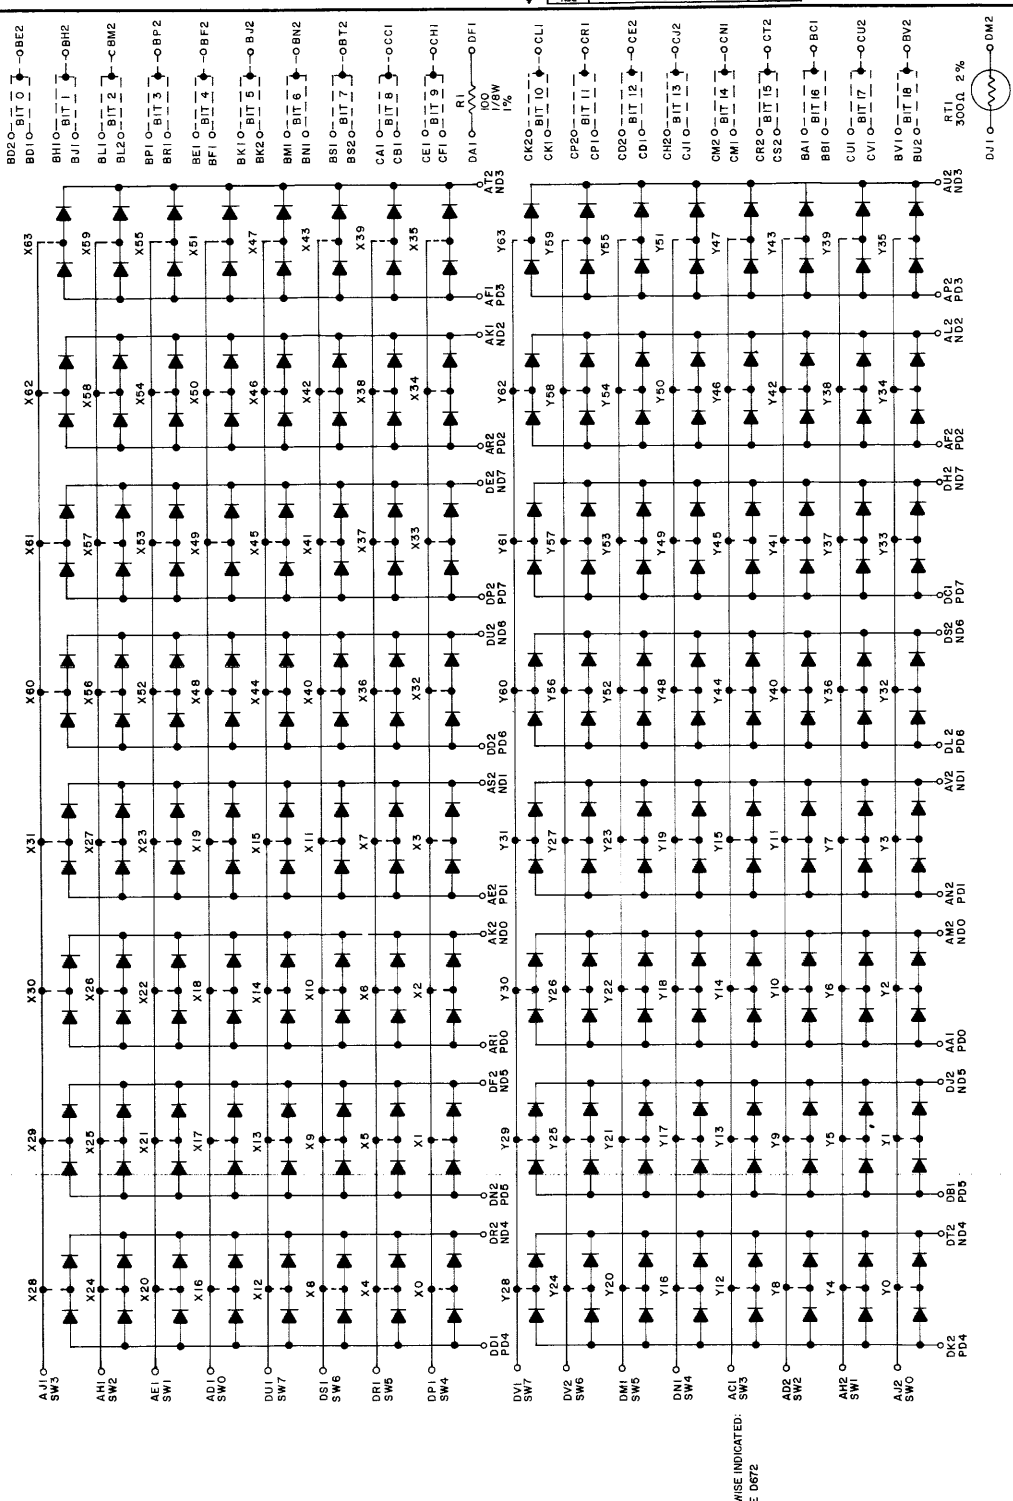 BD2 BIT 0 BE2
BD1
BH1 BIT 1 BH2
BJ1
BL1 BIT 2 BM2
BL2
BP1 BIT 3 BP2
BR1
BE1 BIT 4 BF2
BF1
BK1 BIT 5 BJ2
BK2
BM1 BIT 6 BN2
BN1
BS1 BIT 7 BT2
BS2
CA1 BIT 8 CC1
CB1
CE1 BIT 9 CH1
CF1
DA1 R1 DF1
100
1/8W
1%
CK2 BIT 10 CL1
CK1
CP2 BIT 11 CR1
CP1
CD2 BIT 12 CE2
CD1
CH2 BIT 13 CJ2
CJ1
CM2 BIT 14 CN1
CM1
CR2 BIT 15 CT2
CS2
BA1 BIT 16 BC1
BB1
CU1 BIT 17 CU2
CV1
BV1 BIT 18 BV2
BU2
RT1
300Ω 2%
DJ1 DM2
X63 X59 X55 X51 X47 X43 X39 X35
AT2
ND3
AF1
PD3
Y63 Y59 Y55 Y51 Y47 Y43 Y39 Y35
AU2
ND3
AP2
PD3
X62 X58 X54 X50 X46 X42 X38 X34
AK1
ND2
AR2
PD2
Y62 Y58 Y54 Y50 Y46 Y42 Y38 Y34
AL2
ND2
AF2
PD2
X61 X57 X53 X49 X45 X41 X37 X33
DE2
ND7
DP2
PD7
Y61 Y57 Y53 Y49 Y45 Y41 Y37 Y33
DH2
ND7
DC1
PD7
X60 X56 X52 X48 X44 X40 X36 X32
DU2
ND6
DD2
PD6
Y60 Y56 Y52 Y48 Y44 Y40 Y36 Y32
DS2
ND6
DL2
PD6
X31 X27 X23 X19 X15 X11 X7 X3
AS2
ND1
AE2
PD1
Y31 Y27 Y23 Y19 Y15 Y11 Y7 Y3
AV2
ND1
AN2
PD1
X30 X26 X22 X18 X14 X10 X6 X2
AK2
ND0
AR1
PD0
Y30 Y26 Y22 Y18 Y14 Y10 Y6 Y2
AM2
ND0
AA1
PD0
X29 X25 X21 X17 X13 X9 X5 X1
DF2
ND5
DN2
PD5
Y29 Y25 Y21 Y17 Y13 Y9 Y5 Y1
DJ2
ND5
DB1
PD5
X28 X24 X20 X16 X12 X8 X4 X0
DR2
ND4
DD1
PD4
Y28 Y24 Y20 Y16 Y12 Y8 Y4 Y0
DT2
ND4
DK2
PD4
AJ1
SW3
AH1
SW2
AE1
SW1
AD1
SW0
DU1
SW7
DS1
SW6
DR1
SW5
DP1
SW4
DV1
SW7
DV2
SW6
DM1
SW5
DN1
SW4
AC1
SW3
AD2
SW2
AH2
SW1
AJ2
SW0
WISE INDICATED:
E D672